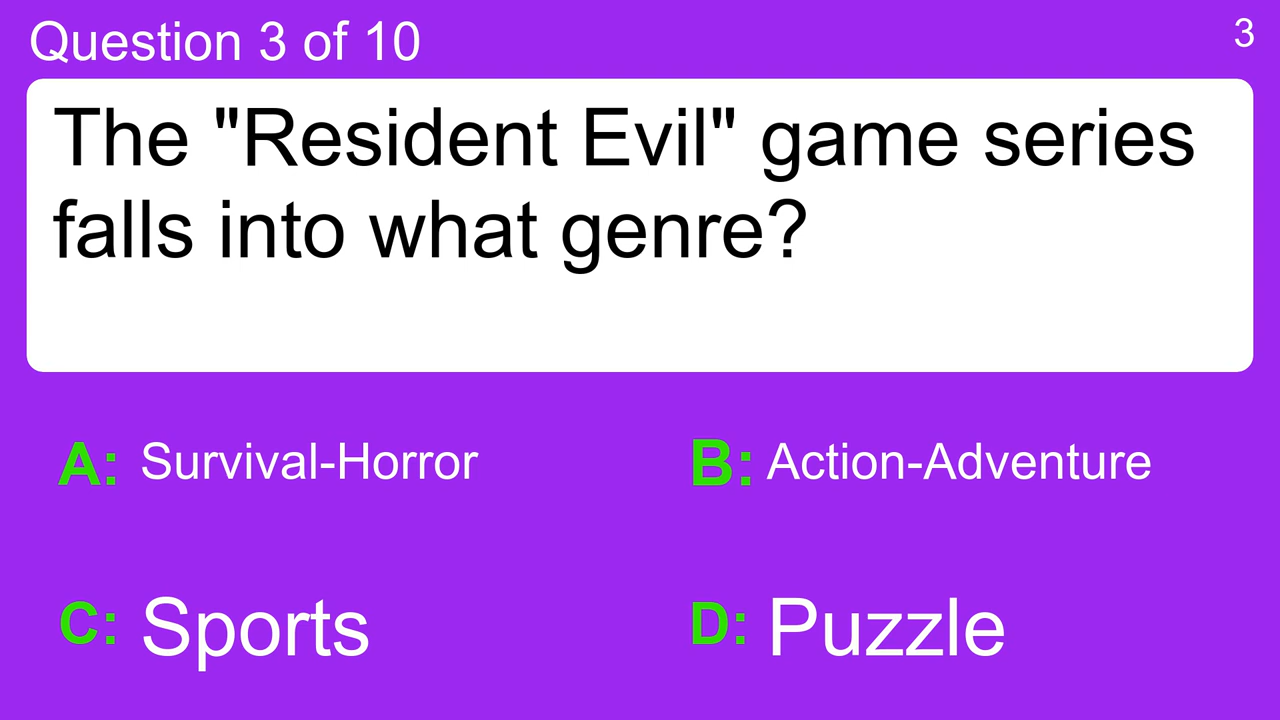 Question 3 of 10
3
The "Resident Evil" game series
falls into what genre?
A: Survival-Horror
B: Action-Adventure
C: Sports
D: Puzzle